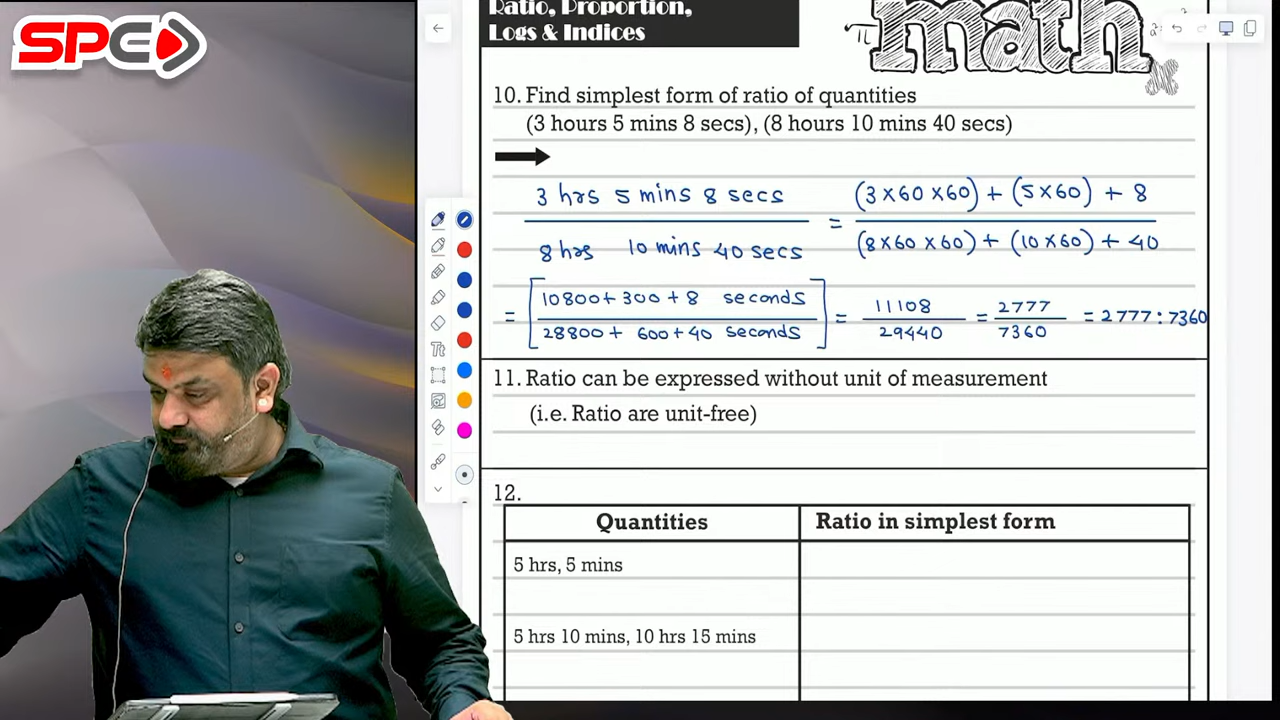 SPED
Ratio, Proportion,
Logs & Indices
π math
10. Find simplest form of ratio of quantities
(3 hours 5 mins 8 secs), (8 hours 10 mins 40 secs)
3 hrs 5 mins 8 secs / 8 hrs 10 mins 40 secs = (3×60×60) + (5×60) + 8 / (8×60×60) + (10×60) + 40
= [10800+300+8 seconds / 28800+ 600+40 seconds] = 11108 / 29440 = 2777 / 7360 = 2777:7360
11. Ratio can be expressed without unit of measurement
(i.e. Ratio are unit-free)
12.
Quantities Ratio in simplest form
5 hrs, 5 mins
5 hrs 10 mins, 10 hrs 15 mins
Tt